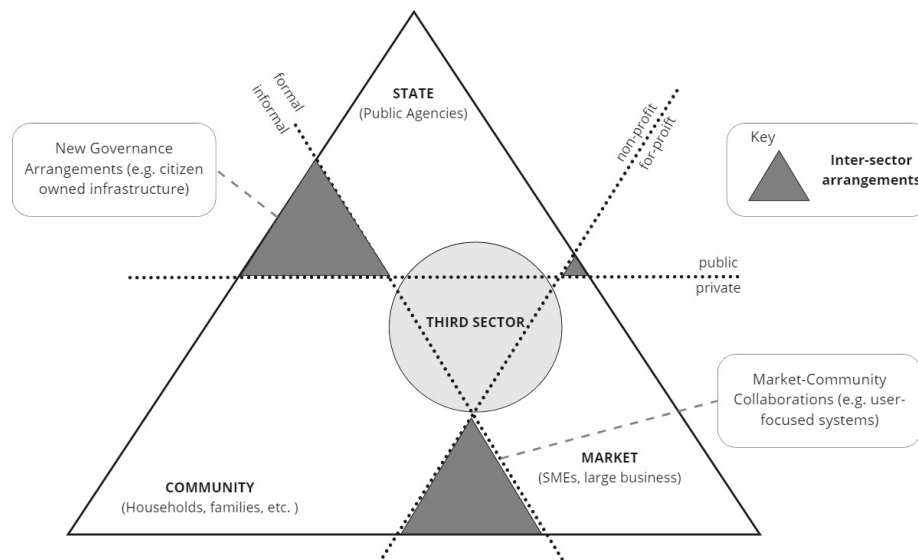 STATE
(Public Agencies)
formal
informal
non-profit
for-proift
New Governance
Arrangements (e.g. citizen
owned infrastructure)
Key
Inter-sector
arrangements
public
private
THIRD SECTOR
Market-Community
Collaborations (e.g. user-
focused systems)
MARKET
(SMEs, large business)
COMMUNITY
(Households, families, etc. )